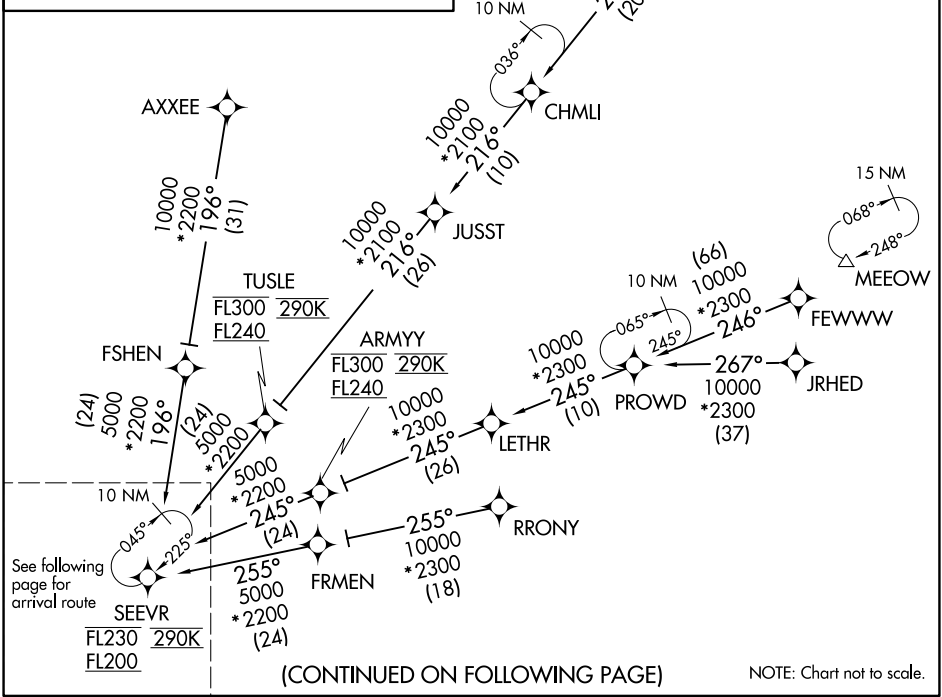 10 NM
036°
CHMLI
10000
*2100
216°
(10)
AXXEE
10000
*2200
196°
(31)
JUSST
10000
*2100
216°
(26)
15 NM
068°
248°
MEEOW
TUSLE
FL300 290K
FL240
(66)
10000
*2300
246°
FEWWW
10 NM
065°
245°
PROWD
267°
10000
*2300
(37)
JRHED
ARMYY
FL300 290K
FL240
10000
*2300
245°
(10)
LETHR
FSHEN
(24)
5000
*2200
196°
(24)
5000
*2200
10000
*2300
245°
(26)
5000
*2200
245°
(24)
RRONY
255°
10000
*2300
(18)
FRMEN
255°
5000
*2200
(24)
10 NM
045°
225°
See following
page for
arrival route
SEEVR
FL230 290K
FL200
(CONTINUED ON FOLLOWING PAGE)
NOTE: Chart not to scale.